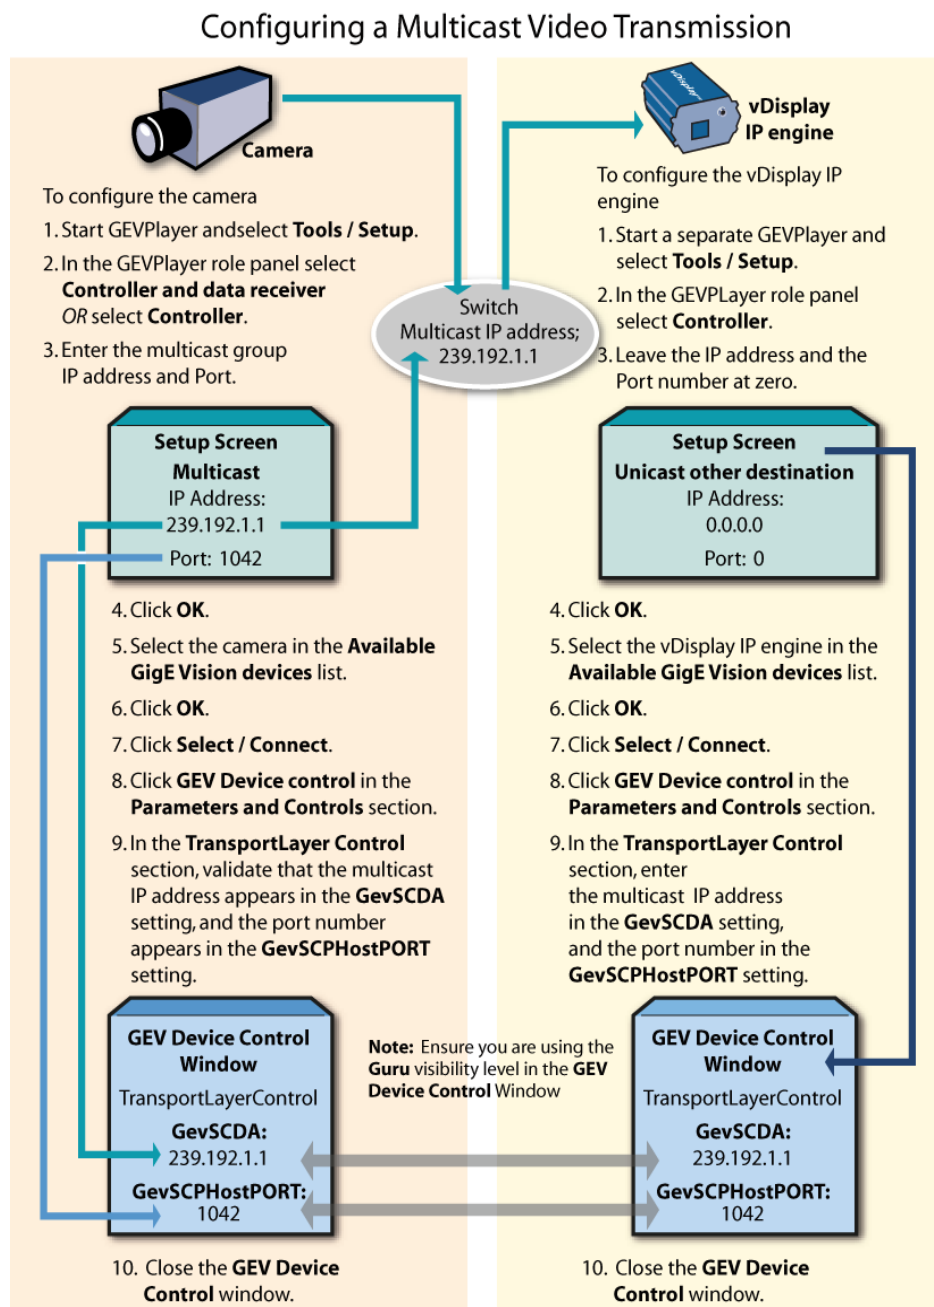 Configuring a Multicast Video Transmission
Camera
To configure the camera
1. Start GEVPlayer andselect Tools / Setup.
2. In the GEVPlayer role panel select
Controller and data receiver
OR select Controller.
3. Enter the multicast group
IP address and Port.
Setup Screen
Multicast
IP Address:
239.192.1.1
Port: 1042
4. Click OK.
5. Select the camera in the Available
GigE Vision devices list.
6. Click OK.
7. Click Select / Connect.
8. Click GEV Device control in the
Parameters and Controls section.
9. In the TransportLayer Control
section, validate that the multicast
IP address appears in the GevSCDA
setting, and the port number
appears in the GevSCPHostPORT
setting.
GEV Device Control
Window
TransportLayerControl
GevSCDA:
239.192.1.1
GevSCPHostPORT:
1042
10. Close the GEV Device
Control window.
Switch
Multicast IP address;
239.192.1.1
Note: Ensure you are using the
Guru visibility level in the GEV
Device Control Window
vDisplay
vDisplay
IP engine
To configure the vDisplay IP
engine
1. Start a separate GEVPlayer and
select Tools / Setup.
2. In the GEVPLayer role panel
select Controller.
3. Leave the IP address and the
Port number at zero.
Setup Screen
Unicast other destination
IP Address:
0.0.0.0
Port: 0
4. Click OK.
5. Select the vDisplay IP engine in the
Available GigE Vision devices list.
6. Click OK.
7. Click Select / Connect.
8. Click GEV Device control in the
Parameters and Controls section.
9. In the TransportLayer Control
section, enter
the multicast IP address
in the GevSCDA setting,
and the port number in the
GevSCPHostPORT setting.
GEV Device Control
Window
TransportLayerControl
GevSCDA:
239.192.1.1
GevSCPHostPORT:
1042
10. Close the GEV Device
Control window.